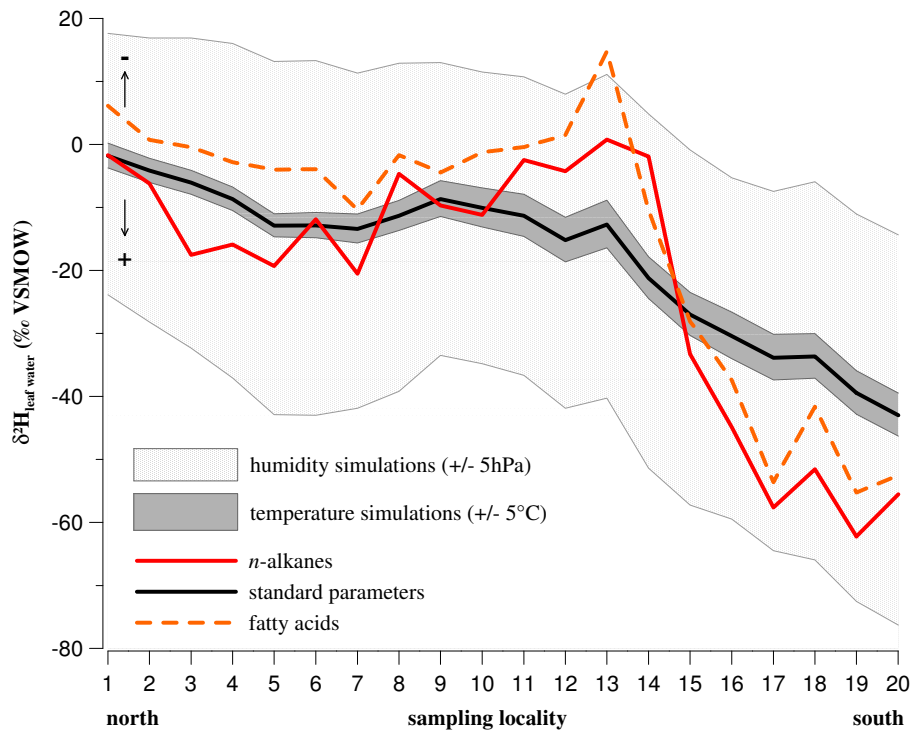 20
0
-20
-40
-60
-80
δ²H leaf water (‰ VSMOW)
-
+
humidity simulations (+/- 5hPa)
temperature simulations (+/- 5°C)
n-alkanes
standard parameters
fatty acids
1 2 3 4 5 6 7 8 9 10 11 12 13 14 15 16 17 18 19 20
north sampling locality south